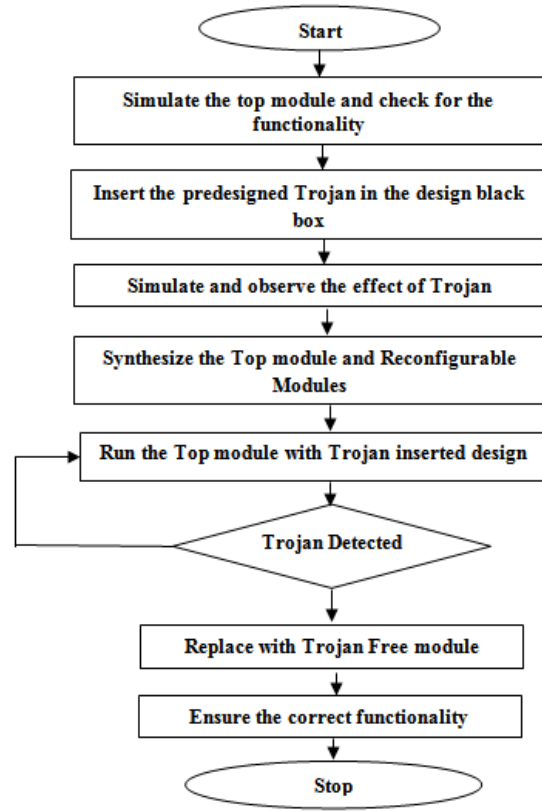 Start
Simulate the top module and check for the
functionality
Insert the predesigned Trojan in the design black
box
Simulate and observe the effect of Trojan
Synthesize the Top module and Reconfigurable
Modules
Run the Top module with Trojan inserted design
Trojan Detected
Replace with Trojan Free module
Ensure the correct functionality
Stop